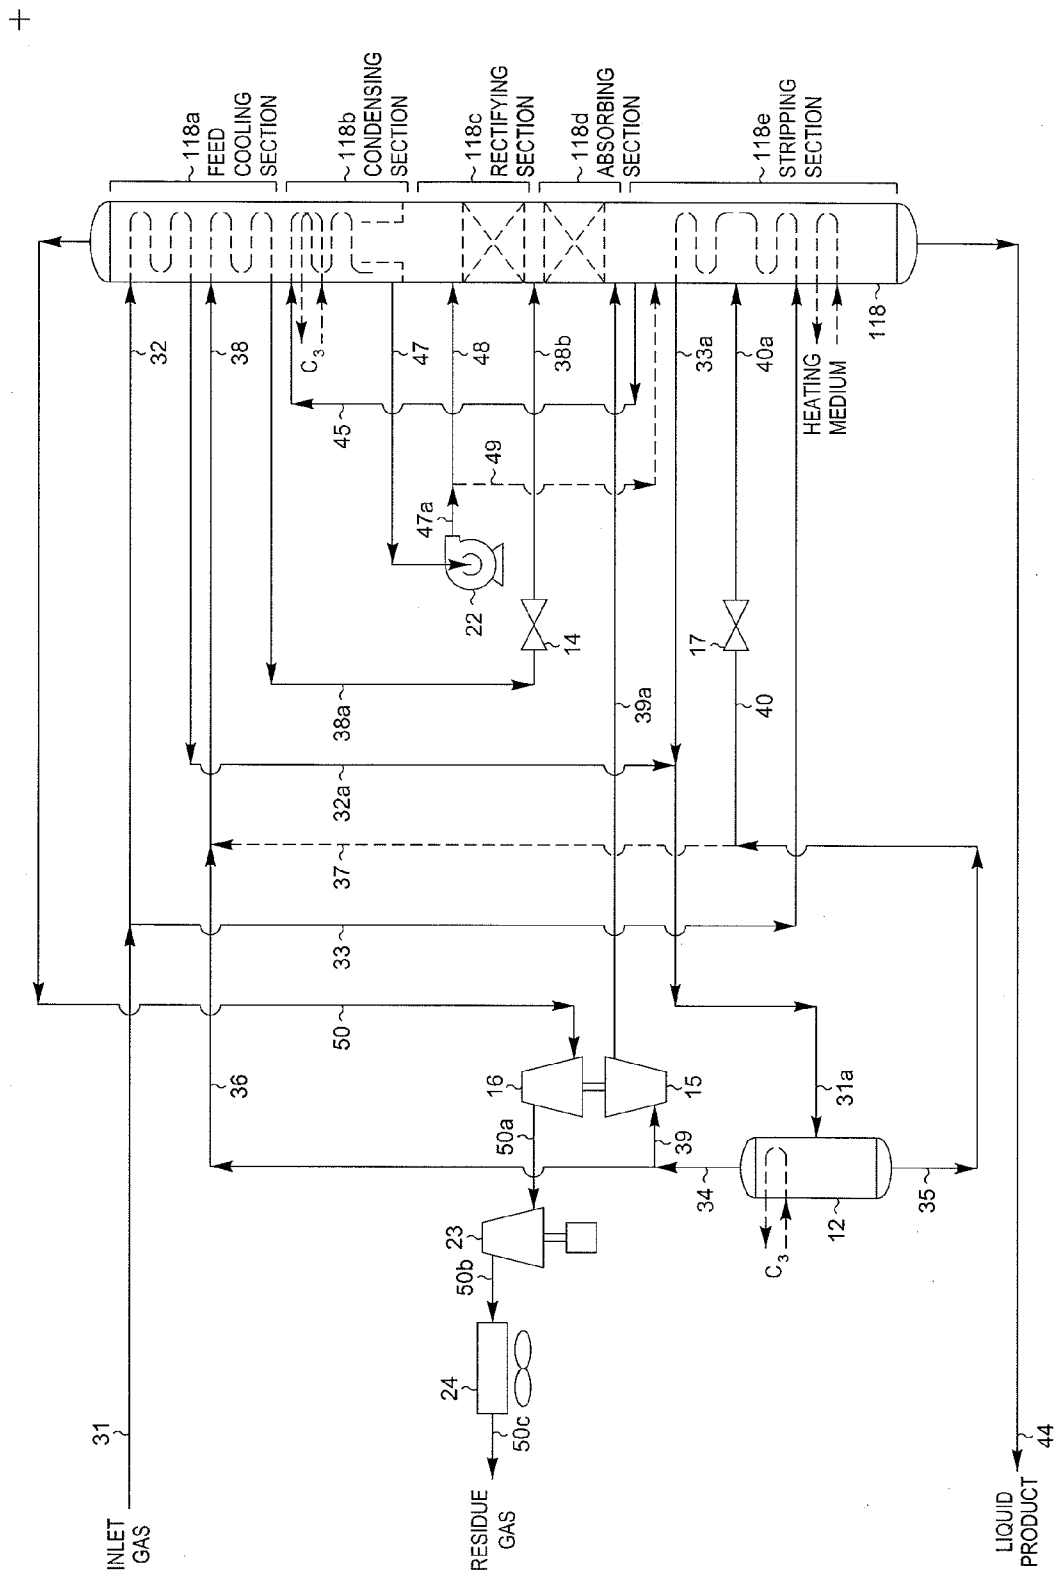 118a
FEED
COOLING
SECTION
118b
CONDENSING
SECTION
118c
RECTIFYING
SECTION
118d
ABSORBING
SECTION
118e
STRIPPING
SECTION
32
38
C3
45
47
48
49
47a
38b
33a
40a
HEATING
MEDIUM
118
22
14
17
38a
32a
39a
40
37
33
50
36
16
15
50a
39
34
31a
35
12
C3
23
50b
24
50c
31
INLET
GAS
RESIDUE
GAS
44
LIQUID
PRODUCT